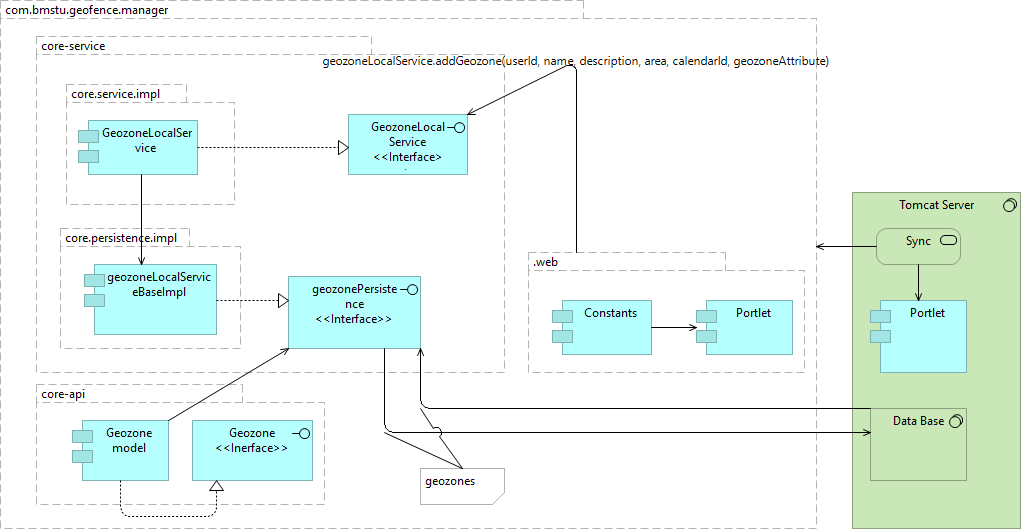 com.bmstu.geofence.manager
core-service
geozoneLocalService.addGeozone(userId, name, description, area, calendarId, geozoneAttribute)
core.service.impl
GeozoneLocalSer
vice
GeozoneLocal
Service
<<Interface>
.
core.persistence.impl
geozoneLocalServic
eBaseImpl
geozonePersiste
nce
<<Interface>>
.web
Constants
Portlet
Tomcat Server
Sync
Portlet
Data Base
core-api
Geozone
model
Geozone
<<Inerface>>
geozones